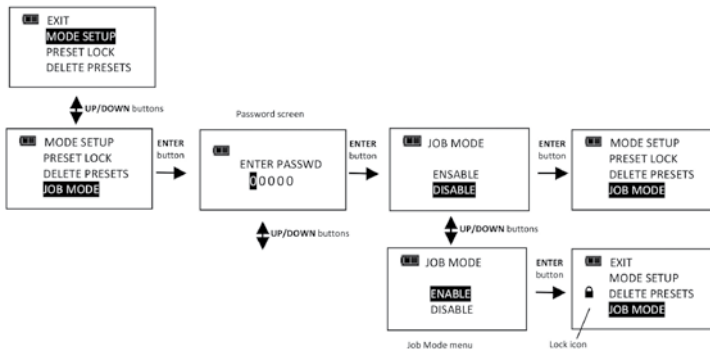 EXIT
MODE SETUP
PRESET LOCK
DELETE PRESETS
UP/DOWN buttons
Password screen
MODE SETUP
PRESET LOCK
DELETE PRESETS
JOB MODE
ENTER
button
ENTER PASSWD
00000
ENTER
button
JOB MODE
ENSABLE
DISABLE
ENTER
button
MODE SETUP
PRESET LOCK
DELETE PRESETS
JOB MODE
UP/DOWN buttons
UP/DOWN buttons
JOB MODE
ENABLE
DISABLE
ENTER
button
EXIT
MODE SETUP
DELETE PRESETS
JOB MODE
Job Mode menu
Lock icon